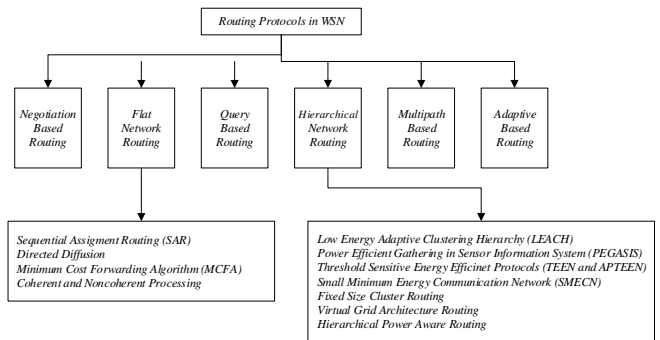 Routing Protocols in WSN
Negotiation
Based
Routing
Flat
Network
Routing
Query
Based
Routing
Hierarchical
Network
Routing
Multipath
Based
Routing
Adaptive
Based
Routing
Sequential Assigment Routing (SAR)
Directed Diffusion
Minimum Cost Forwarding Algorithm (MCFA)
Coherent and Noncoherent Processing
Low Energy Adaptive Clustering Hierarchy (LEACH)
Power Efficient Gathering in Sensor Information System (PEGASIS)
Threshold Sensitive Energy Efficinet Protocols (TEEN and APTEEN)
Small Minimum Energy Communication Network (SMECN)
Fixed Size Cluster Routing
Virtual Grid Architecture Routing
Hierarchical Power Aware Routing